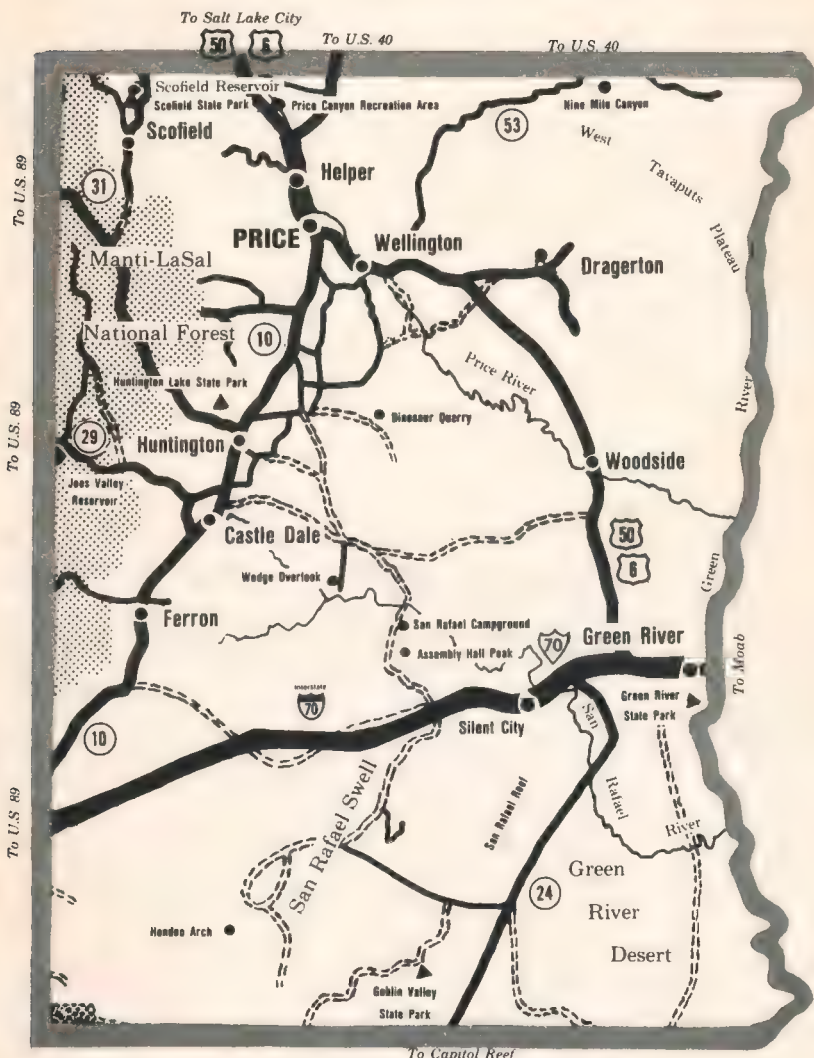 To Salt Lake City
50 6
To U.S. 40
To U.S. 40
Scofield Reservoir
Scofield State Park
Price Canyon Recreation Area
Nine Mile Canyon
Scofield
53
West
Tavaputs
Plateau
To U.S. 89
31
Helper
PRICE
Wellington
Dragerton
Manti-LaSal
National Forest
10
Price River
River
Huntington Lake State Park
Dinosaur Quarry
To U.S. 89
29
Huntington
Woodside
Joes Valley
Reservoir
Castle Dale
50
6
Wedge Overlook
Green
Ferron
San Rafael Campground
Assembly Hall Peak
70
Green River
To Moab
Interstate
70
Green River
State Park
Silent City
San
Rafael
River
10
To U.S. 89
San Rafael Swell
San Rafael Reef
24
Green
River
Desert
Hondoo Arch
Goblin Valley
State Park
To Capitol Reef